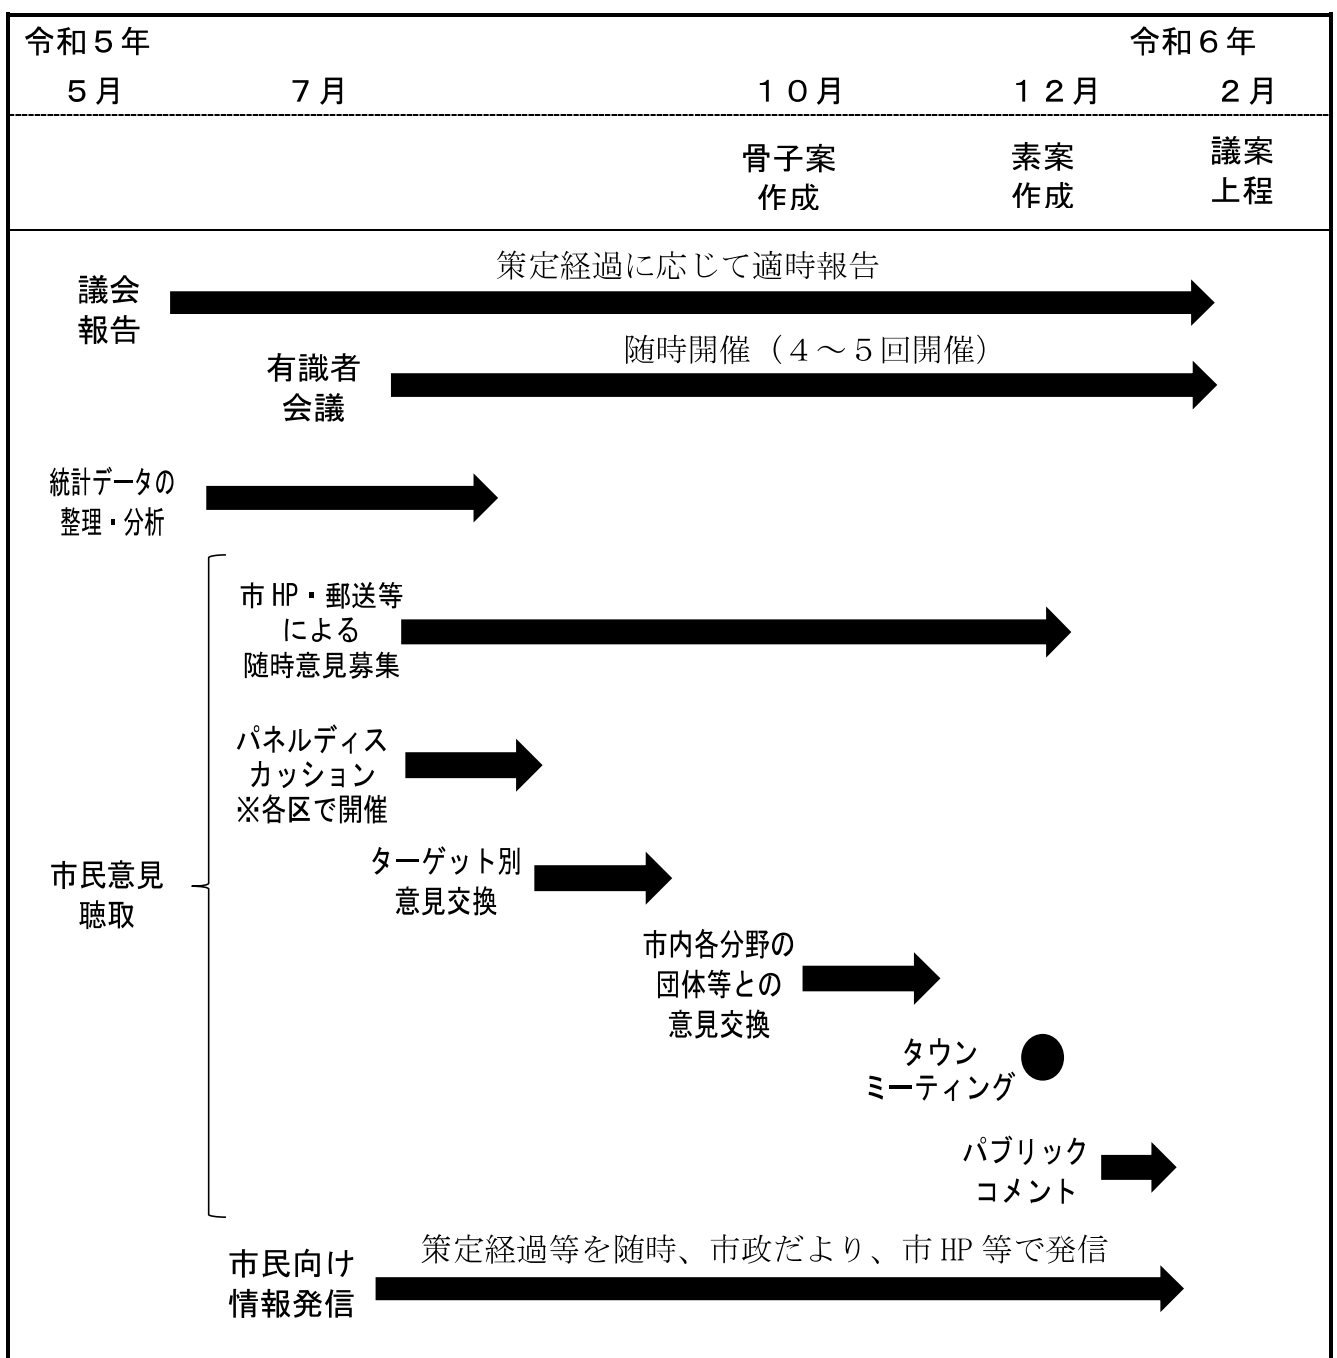 令和５年
令和６年
５月
７月
１０月
１２月
２月
骨子案
作成
素案
作成
議案
上程
策定経過に応じて適時報告
議会
報告
随時開催（４～５回開催）
有識者
会議
統計データの
整理・分析
市 HP・郵送等
による
随時意見募集
パネルディス
カッション
※各区で開催
ターゲット別
意見交換
市民意見
聴取
市内各分野の
団体等との
意見交換
タウン
ミーティング
パブリック
コメント
策定経過等を随時、市政だより、市 HP 等で発信
市民向け
情報発信